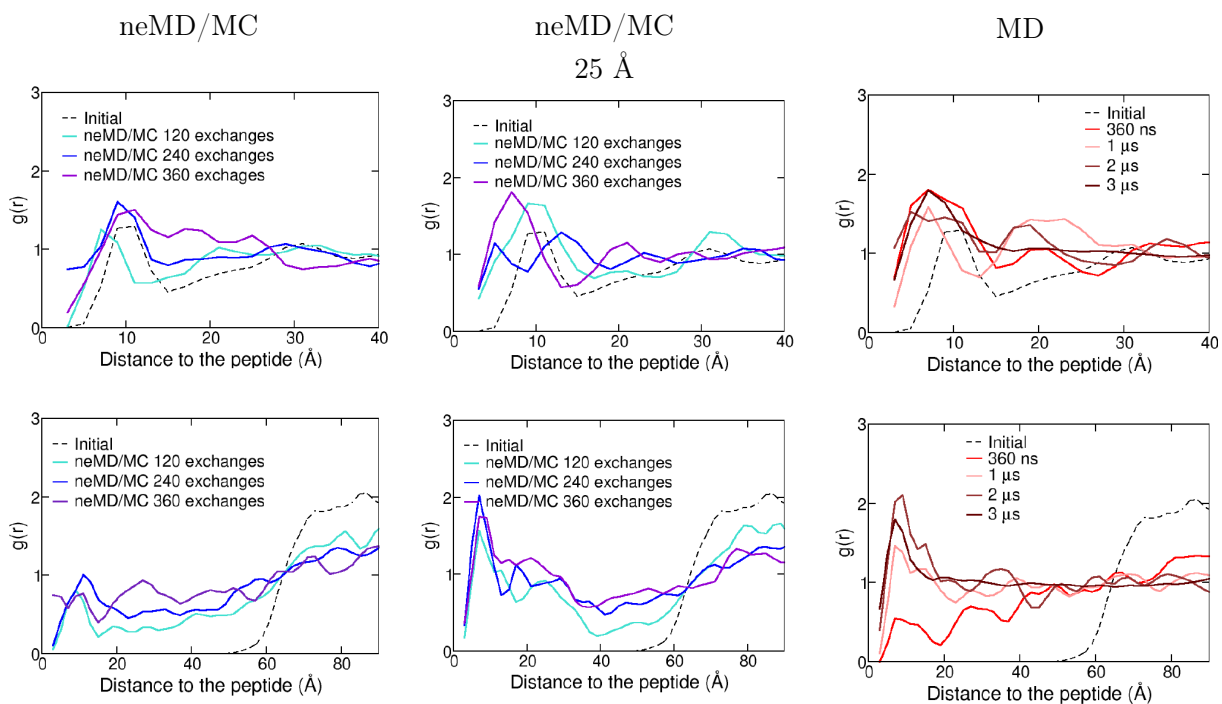 neMD/MC
neMD/MC
25 Å
MD
3
2
1
0
g(r)
Initial
neMD/MC 120 exchanges
neMD/MC 240 exchanges
neMD/MC 360 exchages
0 10 20 30 40
Distance to the peptide (Å)
3
2
1
0
g(r)
Initial
neMD/MC 120 exchanges
neMD/MC 240 exchanges
neMD/MC 360 exchanges
0 10 20 30 40
Distance to the peptide (Å)
3
2
1
0
g(r)
Initial
360 ns
1 µs
2 µs
3 µs
0 10 20 30 40
Distance to the peptide (Å)
3
2
1
0
g(r)
Initial
neMD/MC 120 exchanges
neMD/MC 240 exchanges
neMD/MC 360 exchanges
0 20 40 60 80
Distance to the peptide (Å)
3
2
1
0
g(r)
Initial
neMD/MC 120 exchanges
neMD/MC 240 exchanges
neMD/MC 360 exchanges
0 20 40 60 80
Distance to the peptide (Å)
3
2
1
0
g(r)
Initial
360 ns
1 µs
2 µs
3 µs
0 20 40 60 80
Distance to the peptide (Å)